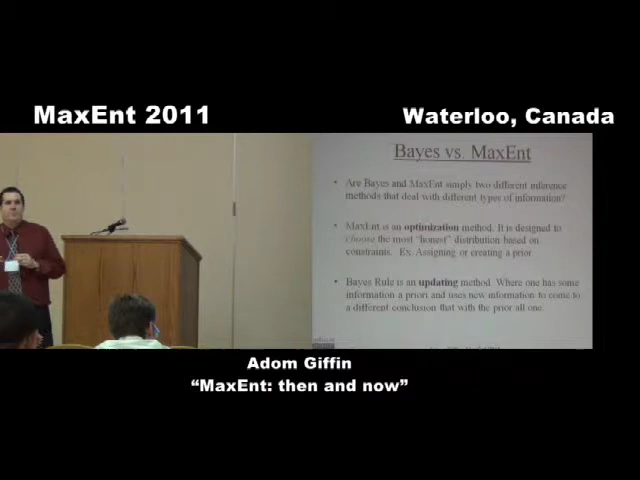 MaxEnt 2011
Waterloo, Canada
Bayes vs. MaxEnt
• Are Bayes and MaxEnt simply two different inference
methods that deal with different types of information?
• MaxEnt is an optimization method. It is designed to
choose the most "honest" distribution based on
constraints. Ex. Assigning or creating a prior
• Bayes Rule is an updating method. Where one has some
information a priori and uses new information to come to
a different conclusion that with the prior all one.
Adom Giffin
“MaxEnt: then and now”